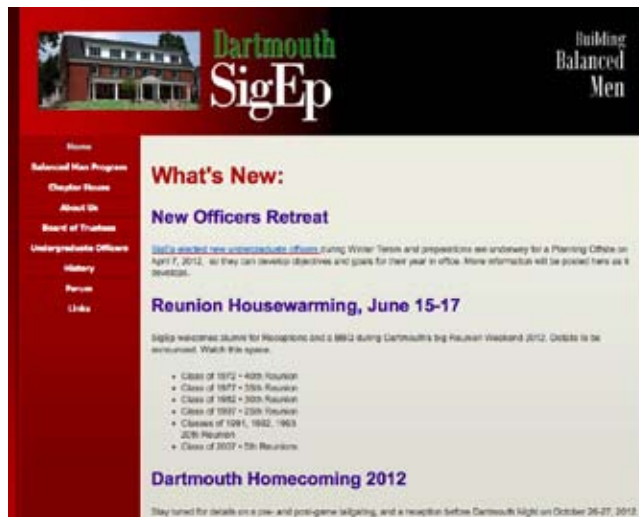 Dartmouth
SigEp
Building
Balanced
Men
Home
Balanced Man Program
Chapter House
About Us
Board of Trustees
Undergraduate Officers
History
Forum
Links
What's New:
New Officers Retreat
SigEp elected new undergraduate officers during Winter Term and preparations are underway for a Planning Offsite on
April 7, 2012, so they can develop objectives and goals for their year in office. More information will be posted here as it
develops.
Reunion Housewarming, June 15-17
SigEp welcomes alumni for Receptions and a BBQ during Dartmouth's big Reunion Weekend 2012. Details to be
announced. Watch this space.
• Class of 1972 • 40th Reunion
• Class of 1977 • 35th Reunion
• Class of 1982 • 30th Reunion
• Class of 1987 • 25th Reunion
• Classes of 1991, 1992, 1993
20th Reunion
• Class of 2007 • 5th Reunions
Dartmouth Homecoming 2012
Stay tuned for details on a pre- and post-game tailgating, and a reception before Dartmouth Night on October 26-27, 2012.